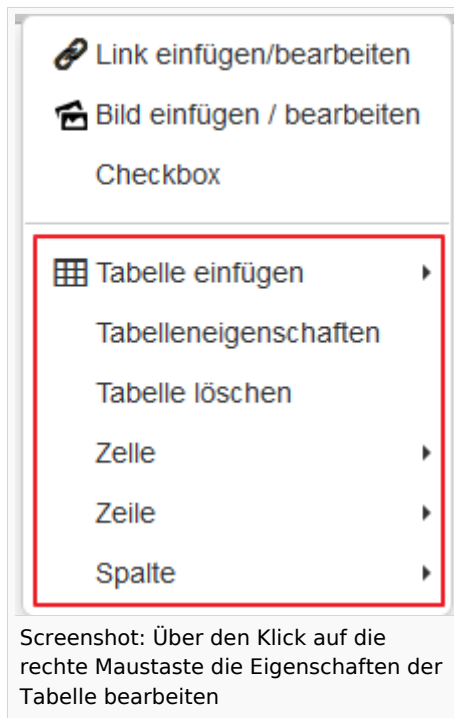 Link einfügen/bearbeiten
Bild einfügen / bearbeiten
Checkbox
Tabelle einfügen
Tabelleneigenschaften
Tabelle löschen
Zelle
Zeile
Spalte
Screenshot: Über den Klick auf die
rechte Maustaste die Eigenschaften der
Tabelle bearbeiten